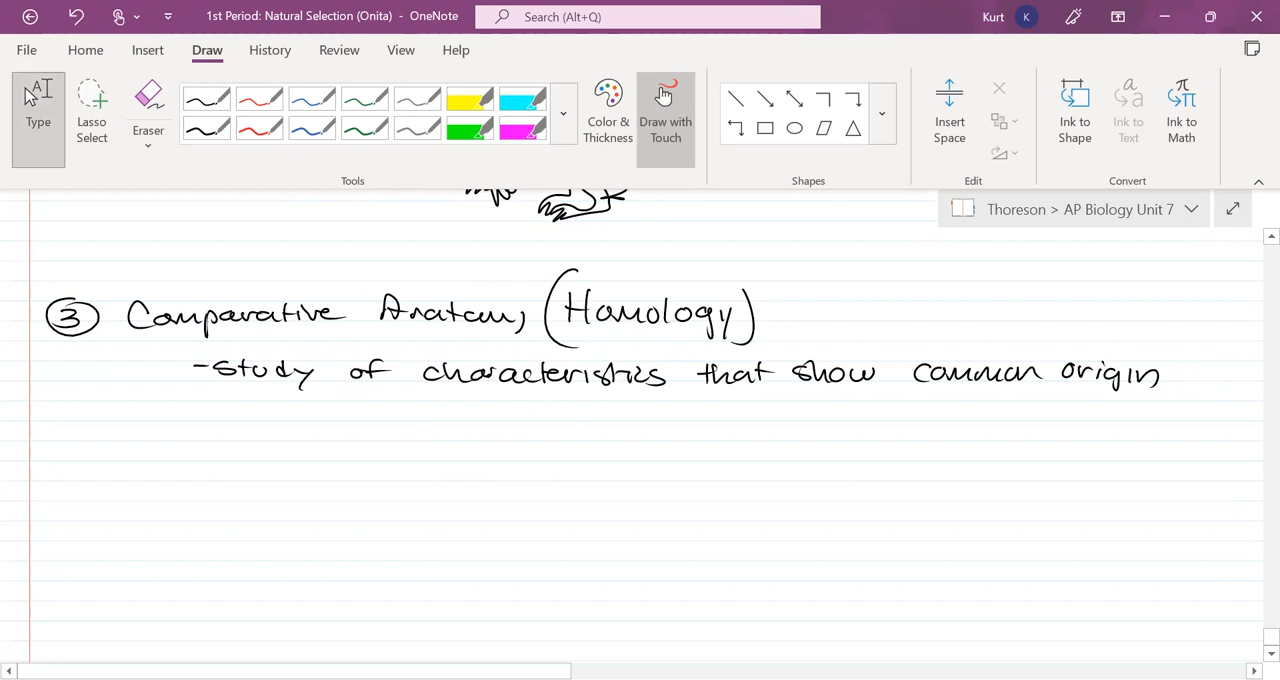 1st Period: Natural Selection (Onita) - OneNote
Search (Alt+Q)
Kurt K
File Home Insert Draw History Review View Help
Type
Lasso Select
Eraser
Color & Thickness
Draw with Touch
Insert Space
Ink to Shape
Ink to Text
Ink to Math
Tools Shapes Edit Convert
Thoreson > AP Biology Unit 7
3 Comparative Anatomy (Homology)
- study of characteristics that show common origin